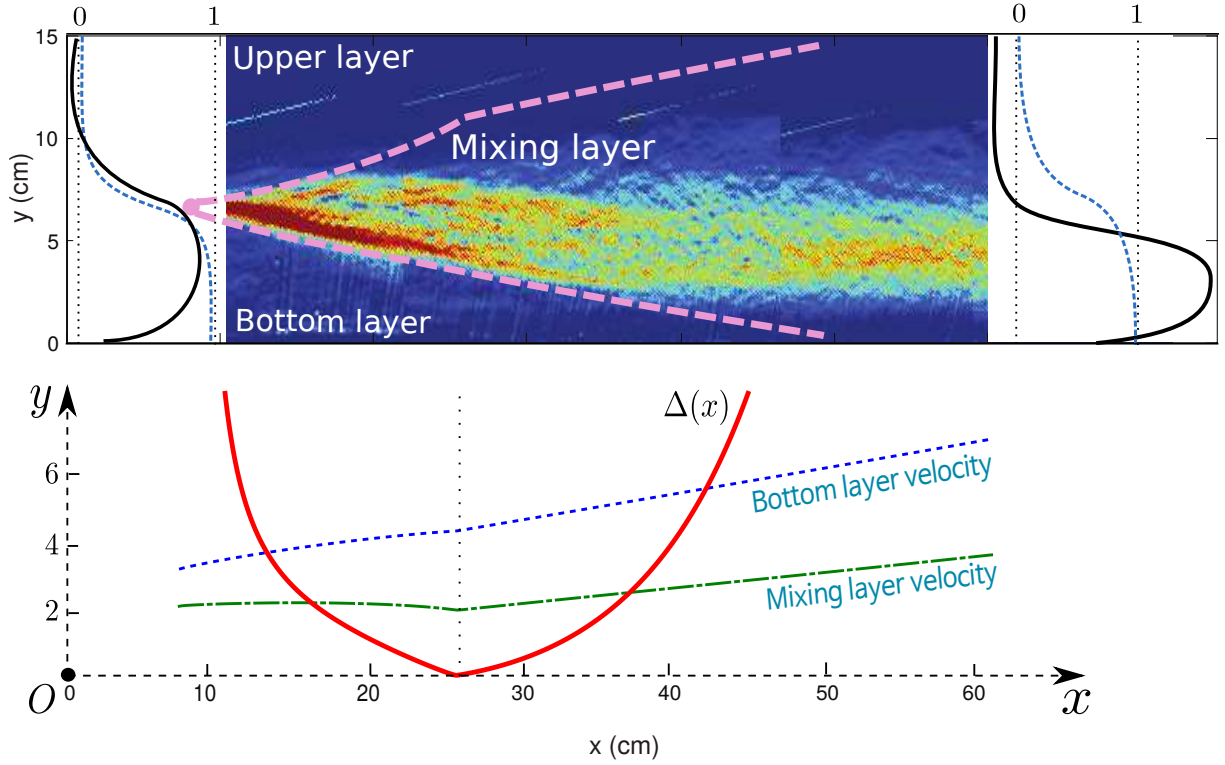 0 1 0 1
15
Upper layer
10
Mixing layer
y (cm)
5
Bottom layer
0
y
Δ(x)
6
Bottom layer velocity
4
Mixing layer velocity
2
O 0 10 20 30 40 50 60 x
x (cm)